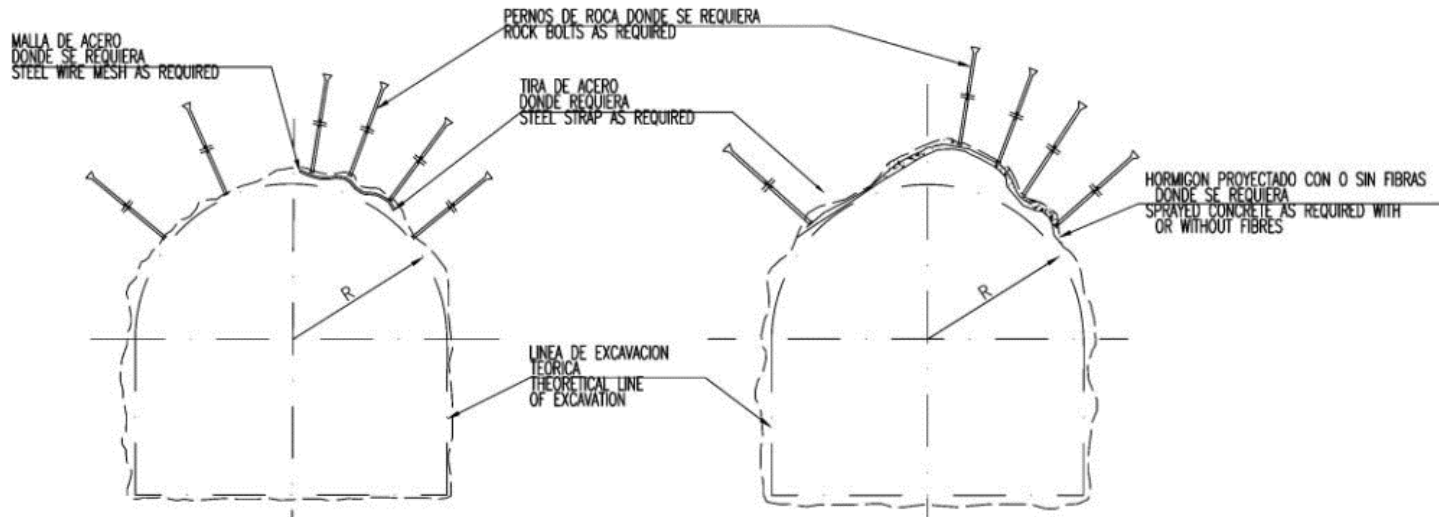 PERNOS DE ROCA DONDE SE REQUIERA
ROCK BOLTS AS REQUIRED
MALLA DE ACERO
DONDE SE REQUIERA
STEEL WIRE MESH AS REQUIRED
TIRA DE ACERO
DONDE REQUIERA
STEEL STRAP AS REQUIRED
HORMIGON PROYECTADO CON O SIN FIBRAS
DONDE SE REQUIERA
SPRAYED CONCRETE AS REQUIRED WITH
OR WITHOUT FIBRES
R
R
LINEA DE EXCAVACION
TEORICA
THEORETICAL LINE
OF EXCAVATION